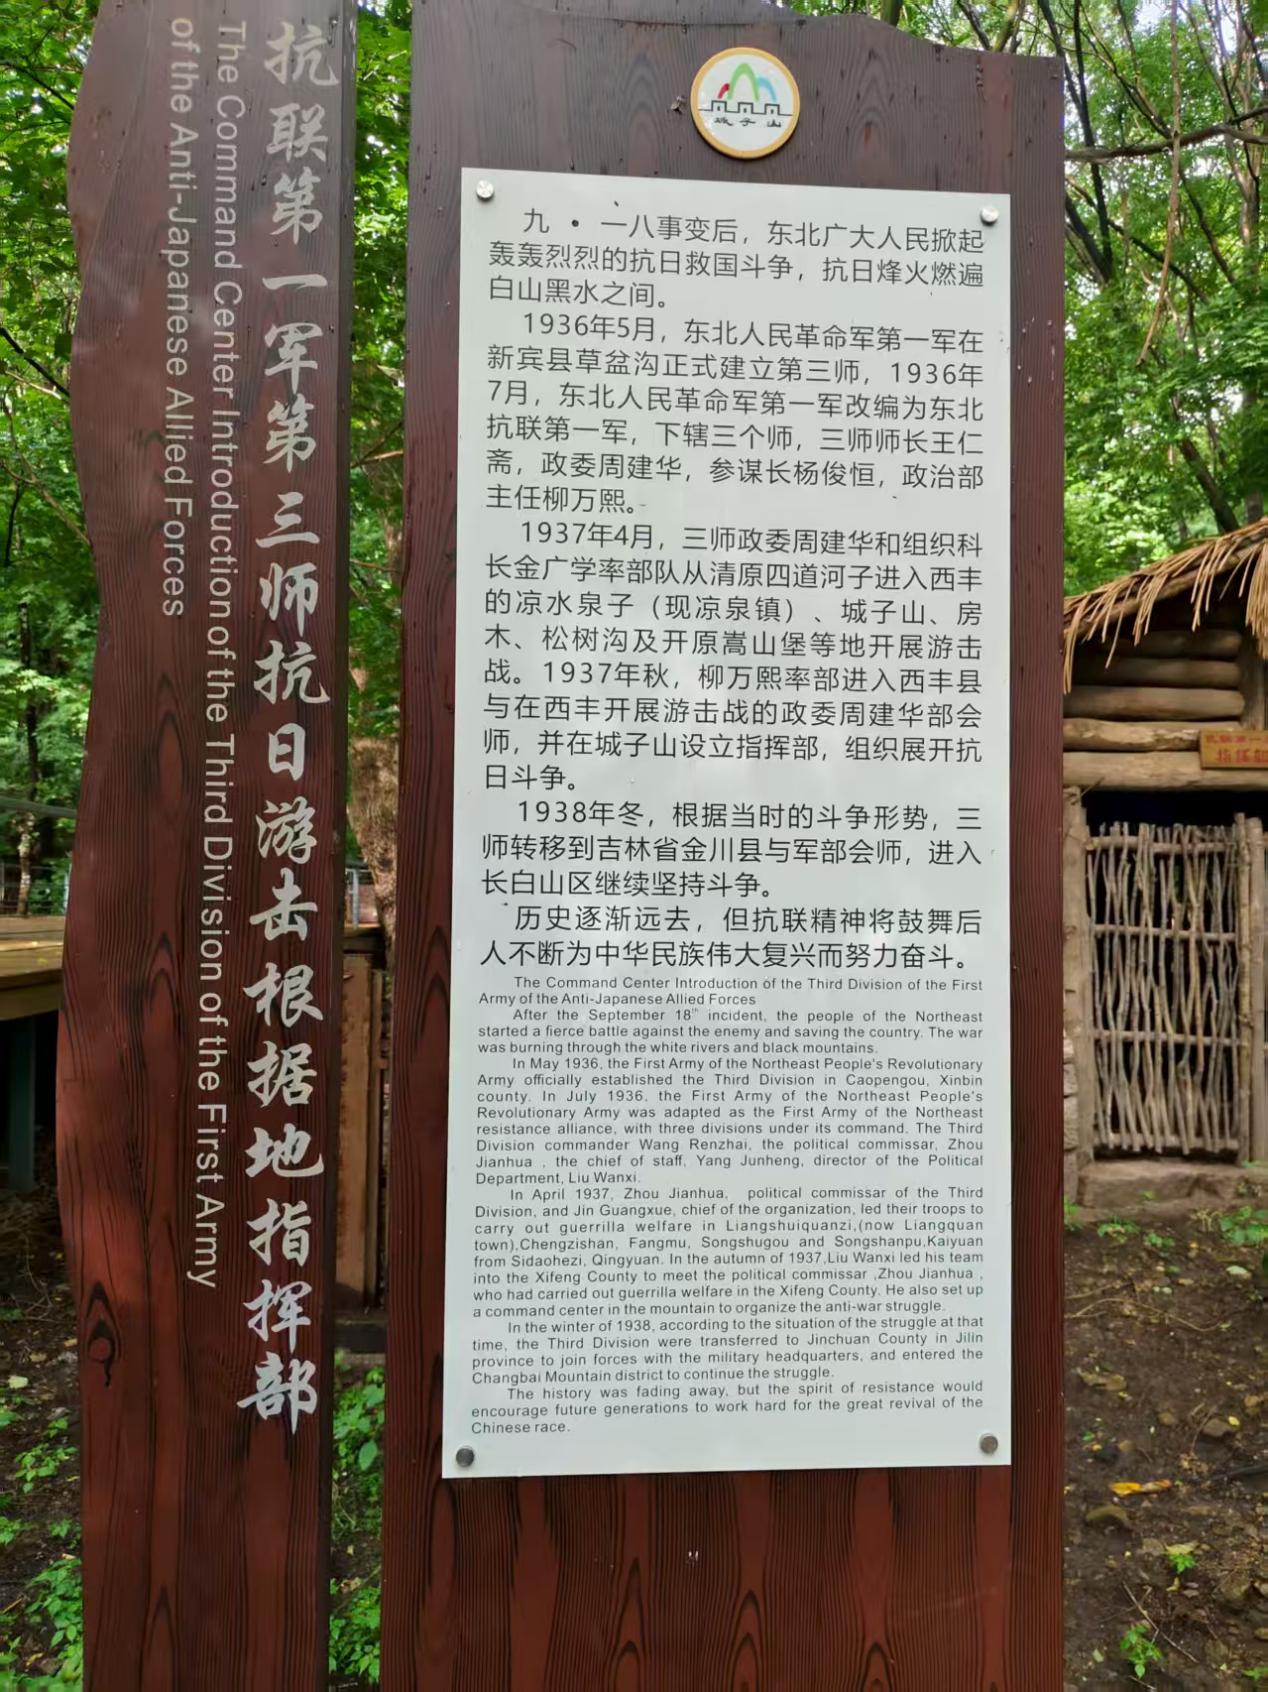 抗联第一军第三师抗日游击根据地指挥部
The Command Center Introduction of the Third Division of the First Army
of the Anti-Japanese Allied Forces
城子山
九·一八事变后，东北广大人民掀起
轰轰烈烈的抗日救国斗争，抗日烽火燃遍
白山黑水之间。
1936年5月，东北人民革命军第一军在
新宾县草盆沟正式建立第三师，1936年
7月，东北人民革命军第一军改编为东北
抗联第一军，下辖三个师，三师师长王仁
斋，政委周建华，参谋长杨俊恒，政治部
主任柳万熙。
1937年4月，三师政委周建华和组织科
长金广学率部队从清原四道河子进入西丰
的凉水泉子（现凉泉镇）、城子山、房
木、松树沟及开原嵩山堡等地开展游击
战。1937年秋，柳万熙率部进入西丰县
与在西丰开展游击战的政委周建华部会
师，并在城子山设立指挥部，组织展开抗
日斗争。
1938年冬，根据当时的斗争形势，三
师转移到吉林省金川县与军部会师，进入
长白山区继续坚持斗争。
历史逐渐远去，但抗联精神将鼓舞后
人不断为中华民族伟大复兴而努力奋斗。
The Command Center Introduction of the Third Division of the First
Army of the Anti-Japanese Allied Forces
After the September 18th incident, the people of the Northeast
started a fierce battle against the enemy and saving the country. The war
was burning through the white rivers and black mountains.
In May 1936, the First Army of the Northeast People's Revolutionary
Army officially established the Third Division in Caopengou, Xinbin
county. In July 1936, the First Army of the Northeast People's
Revolutionary Army was adapted as the First Army of the Northeast
resistance alliance, with three divisions under its command. The Third
Division commander Wang Renzhai, the political commissar, Zhou
Jianhua , the chief of staff, Yang Junheng, director of the Political
Department, Liu Wanxi.
In April 1937, Zhou Jianhua, political commissar of the Third
Division, and Jin Guangxue, chief of the organization, led their troops to
carry out guerrilla welfare in Liangshuiquanzi,(now Liangquan
town),Chengzishan, Fangmu, Songshugou and Songshanpu,Kaiyuan
from Sidaohezi, Qingyuan. In the autumn of 1937,Liu Wanxi led his team
into the Xifeng County to meet the political commissar ,Zhou Jianhua ,
who had carried out guerrilla welfare in the Xifeng County. He also set up
a command center in the mountain to organize the anti-war struggle.
In the winter of 1938, according to the situation of the struggle at that
time, the Third Division were transferred to Jinchuan County in Jilin
province to join forces with the military headquarters, and entered the
Changbai Mountain district to continue the struggle.
The history was fading away, but the spirit of resistance would
encourage future generations to work hard for the great revival of the
Chinese race.
指挥部